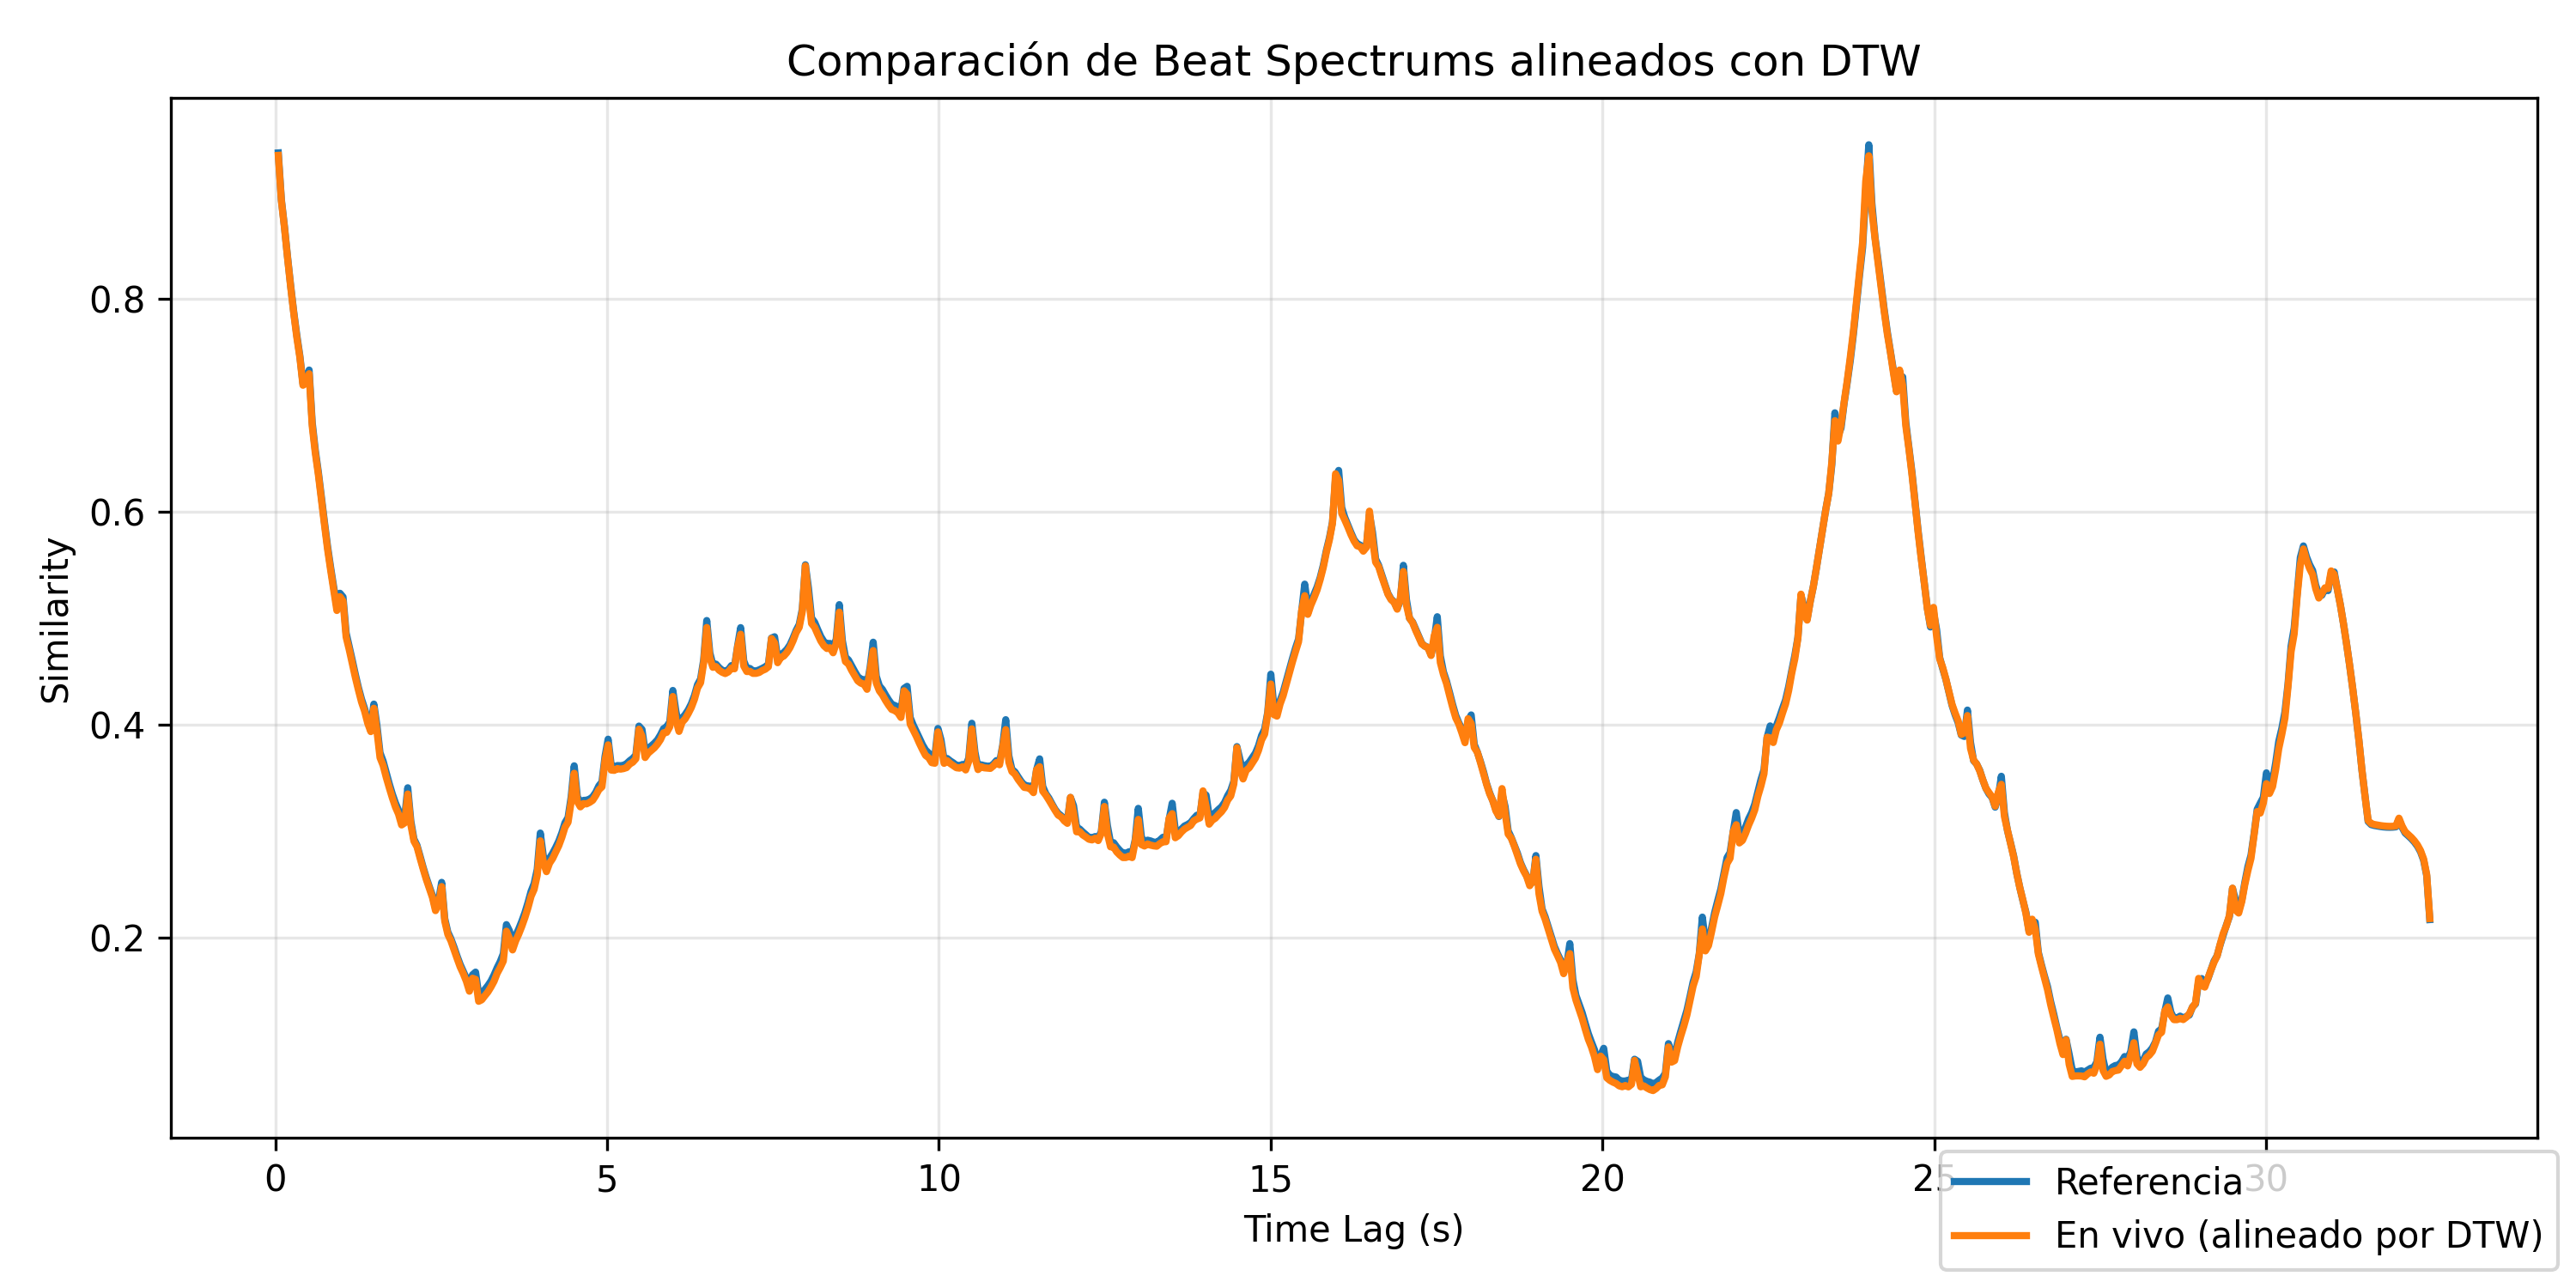 Comparación de Beat Spectrums alineados con DTW
Similarity
0.8
0.6
0.4
0.2
0 5 10 15 20 25 30
Time Lag (s)
Referencia
En vivo (alineado por DTW)